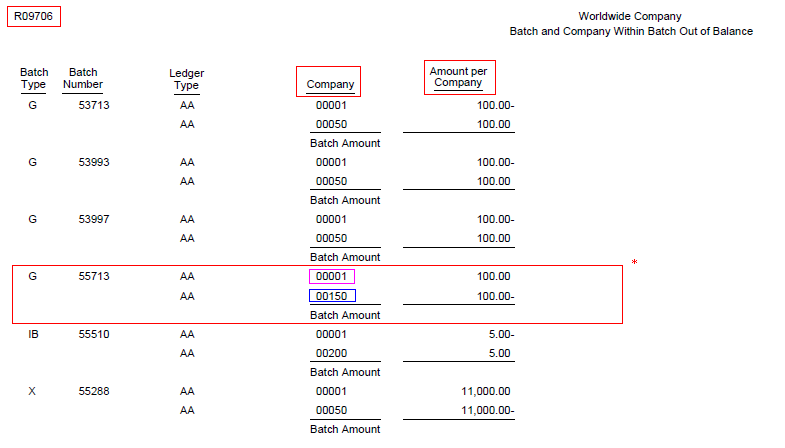 R09706
Worldwide Company
Batch and Company Within Batch Out of Balance
Batch Type Batch Number Ledger Type Company Amount per Company
G 53713 AA 00001 100.00-
AA 00050 100.00
Batch Amount
G 53993 AA 00001 100.00-
AA 00050 100.00
Batch Amount
G 53997 AA 00001 100.00-
AA 00050 100.00
Batch Amount
*
G 55713 AA 00001 100.00
AA 00150 100.00-
Batch Amount
IB 55510 AA 00001 5.00-
AA 00200 5.00
Batch Amount
X 55288 AA 00001 11,000.00
AA 00050 11,000.00-
Batch Amount